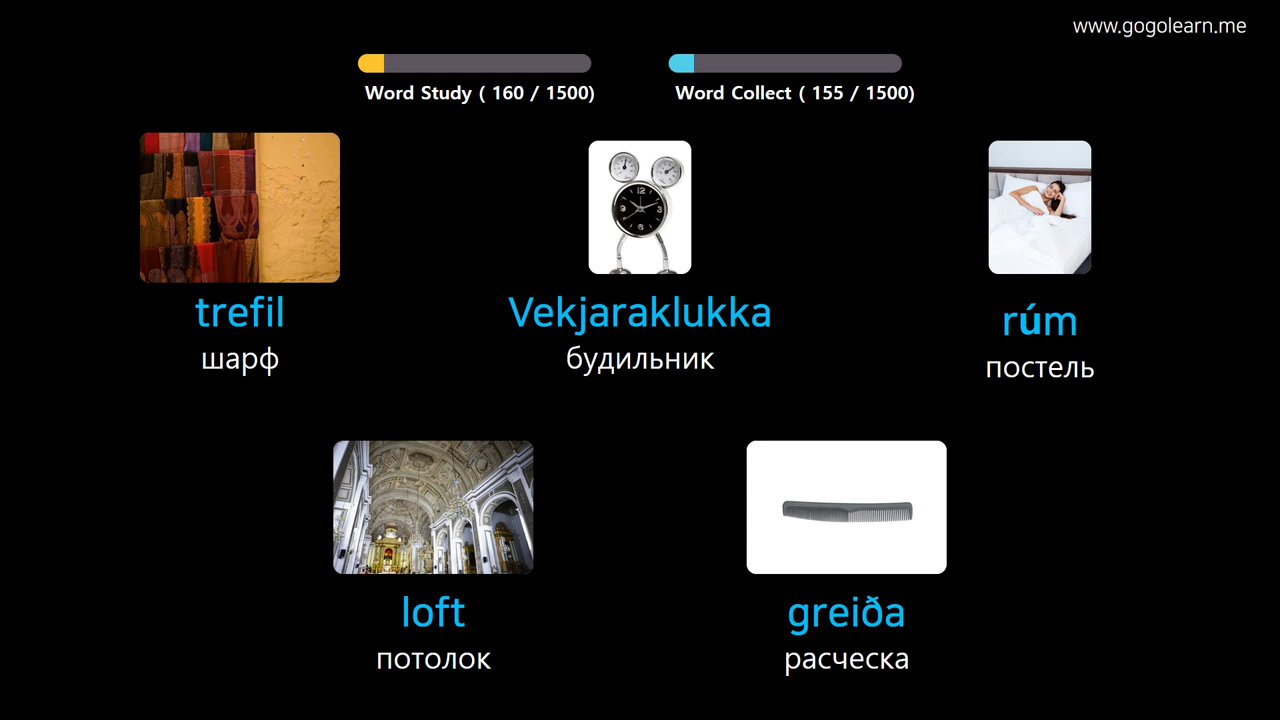 www.gogolearn.me
Word Study ( 160 / 1500)
Word Collect ( 155 / 1500)
trefil
шарф
Vekjaraklukka
будильник
rúm
постель
loft
потолок
greiða
расческа